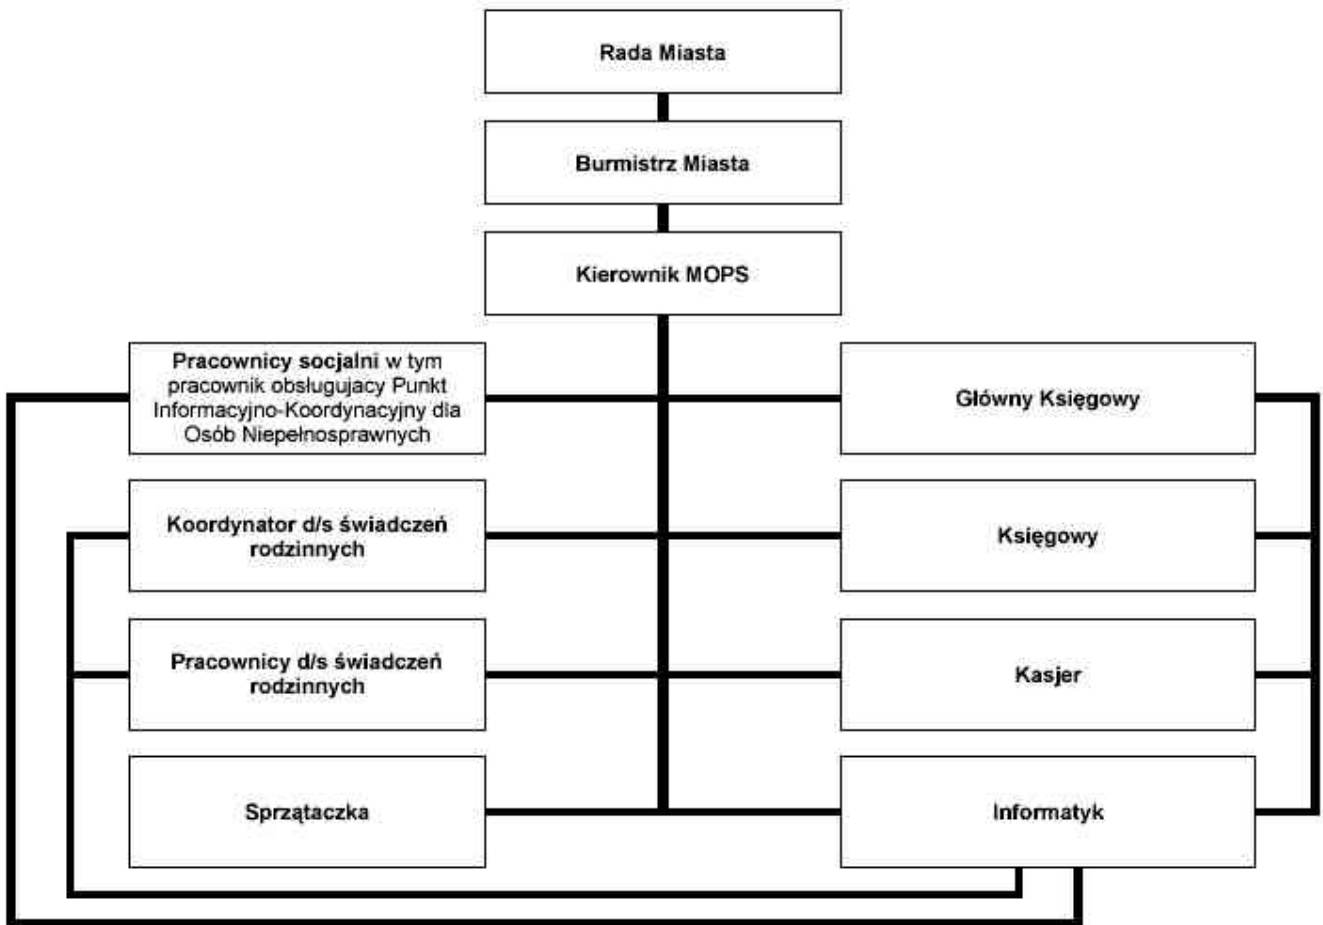 Rada Miasta
Burmistrz Miasta
Kierownik MOPS
Pracownicy socjalni w tym
pracownik obsługujacy Punkt
Informacyjno-Koordynacyjny dla
Osób Niepełnosprawnych
Główny Księgowy
Koordynator d/s świadczeń
rodzinnych
Księgowy
Pracownicy d/s świadczeń
rodzinnych
Kasjer
Sprzątaczka
Informatyk